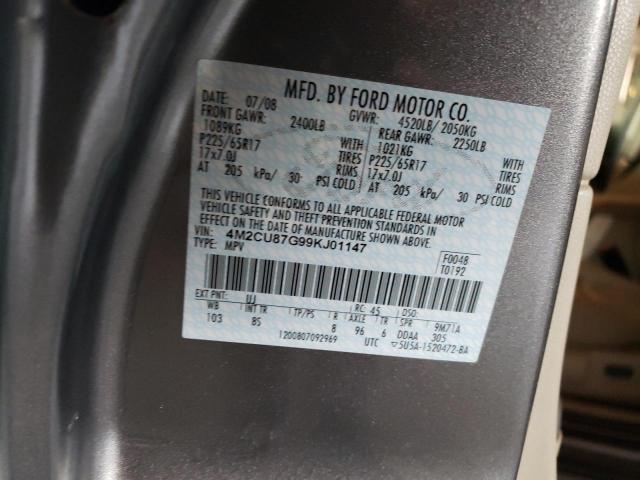 MFD. BY FORD MOTOR CO.
DATE: 07/08 GVWR: 4520LB/ 2050KG
FRONT GAWR: 2400LB REAR GAWR: 2250LB
1089KG WITH 1021KG WITH
P225/65R17 TIRES P225/65R17 TIRES
17x7.0J RIMS 17x7.0J RIMS
AT 205 kPa/ 30 PSI COLD AT 205 kPa/ 30 PSI COLD
THIS VEHICLE CONFORMS TO ALL APPLICABLE FEDERAL MOTOR
VEHICLE SAFETY AND THEFT PREVENTION STANDARDS IN
EFFECT ON THE DATE OF MANUFACTURE SHOWN ABOVE.
VIN: 4M2CU87G99KJ01147 F0048
TYPE: MPV T0192
EXT PNT: UJ RC: 45 DSO:
WB INT TR TP/PS R AXLE TR SPR 9M71A
103 8S 8 96 6 DDAA 305
1200807092969 UTC 5U5A-1520472-BA